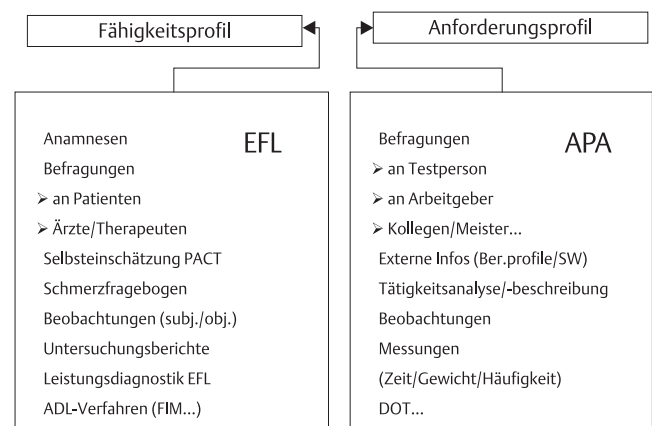 Fähigkeitsprofil
Anforderungsprofil
EFL
Anamnesen
Befragungen
➢ an Patienten
➢ Ärzte/Therapeuten
Selbsteinschätzung PACT
Schmerzfragebogen
Beobachtungen (subj./obj.)
Untersuchungsberichte
Leistungsdiagnostik EFL
ADL-Verfahren (FIM...)
APA
Befragungen
➢ an Testperson
➢ an Arbeitgeber
➢ Kollegen/Meister...
Externe Infos (Ber.profile/SW)
Tätigkeitsanalyse/-beschreibung
Beobachtungen
Messungen
(Zeit/Gewicht/Häufigkeit)
DOT...